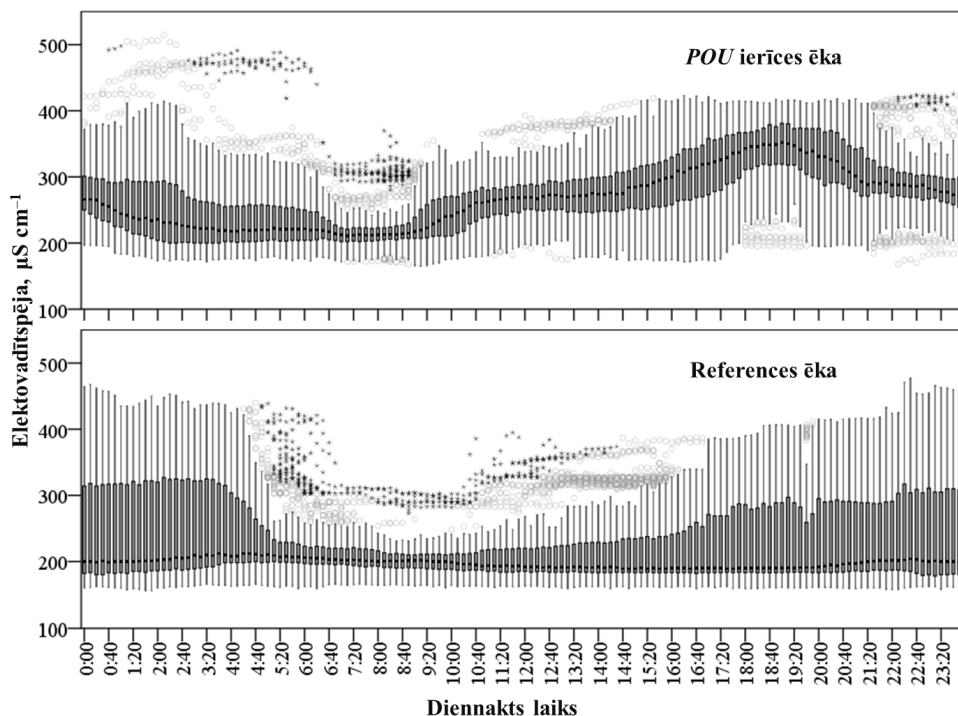 Elektovadītspēja, µS cm⁻¹
500
400
300
200
100
POU ierīces ēka
500
400
300
200
100
References ēka
0:00 0:40 1:20 2:00 2:40 3:20 4:00 4:40 5:20 6:00 6:40 7:20 8:00 8:40 9:20 10:00 10:40 11:20 12:00 12:40 13:20 14:00 14:40 15:20 16:00 16:40 17:20 18:00 18:40 19:20 20:00 20:40 21:20 22:00 22:40 23:20
Diennakts laiks